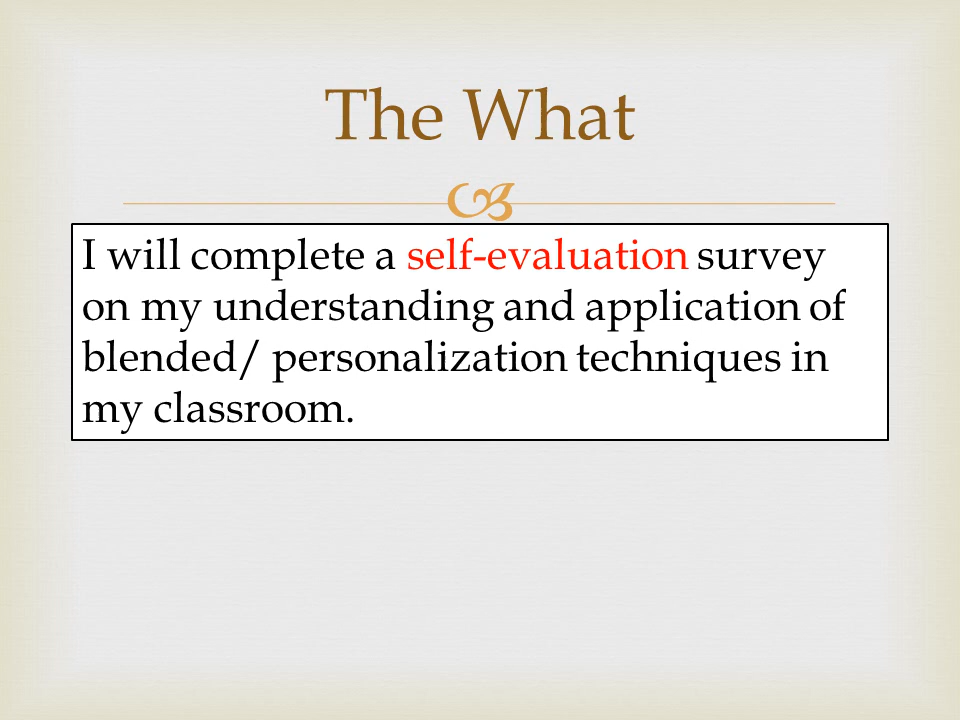 The What
I will complete a self-evaluation survey
on my understanding and application of
blended/ personalization techniques in
my classroom.